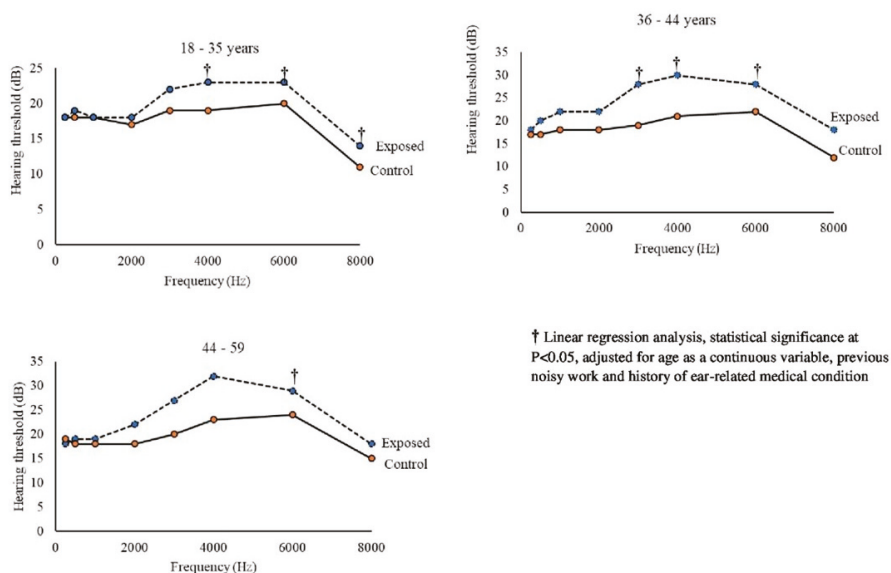 18 - 35 years
Hearing threshold (dB)
25
20
15
10
5
0
† † †
Exposed
Control
0 2000 4000 6000 8000
Frequency (Hz)
36 - 44 years
Hearing threshold (dB)
35
30
25
20
15
10
5
0
† † †
Exposed
Control
0 2000 4000 6000 8000
Frequency (Hz)
44 - 59
Hearing threshold (dB)
35
30
25
20
15
10
5
0
†
Exposed
Control
0 2000 4000 6000 8000
Frequency (Hz)
† Linear regression analysis, statistical significance at
P<0.05, adjusted for age as a continuous variable, previous
noisy work and history of ear-related medical condition